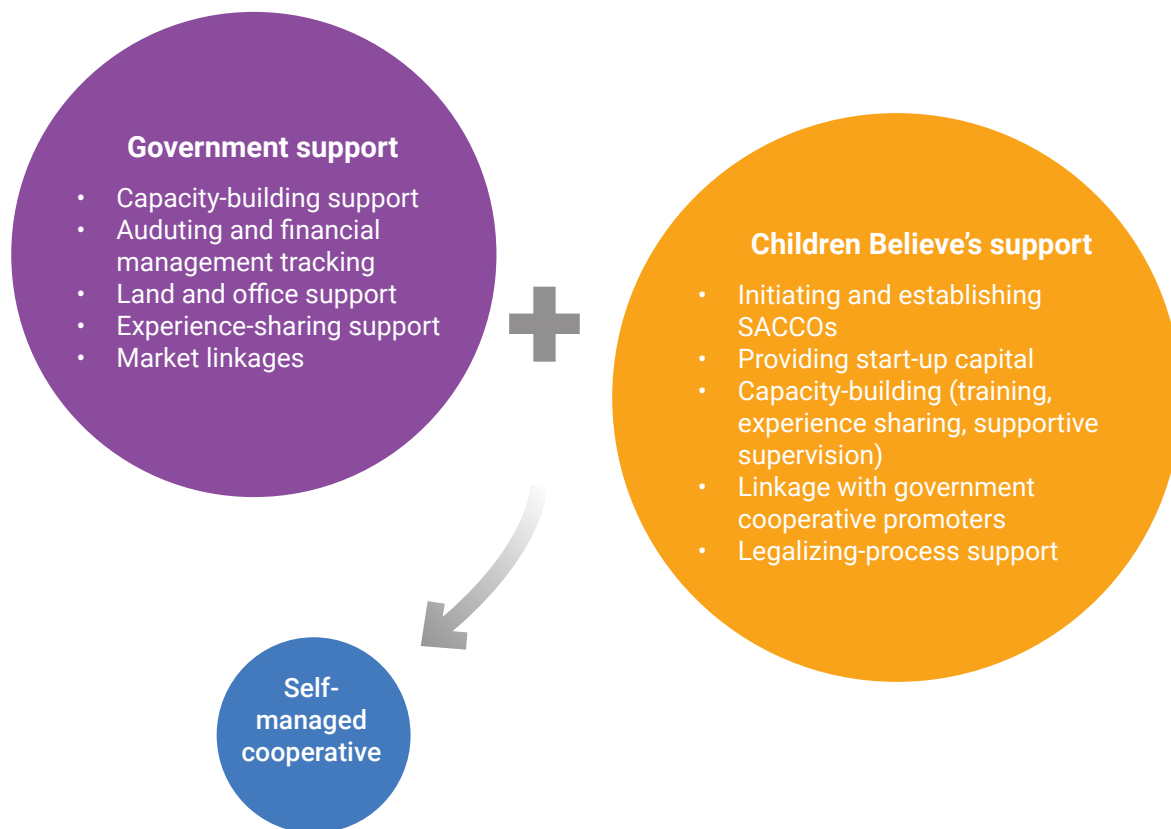 Government support
• Capacity-building support
• Auduting and financial
management tracking
• Land and office support
• Experience-sharing support
• Market linkages
Children Believe’s support
• Initiating and establishing
SACCOs
• Providing start-up capital
• Capacity-building (training,
experience sharing, supportive
supervision)
• Linkage with government
cooperative promoters
• Legalizing-process support
Self-
managed
cooperative